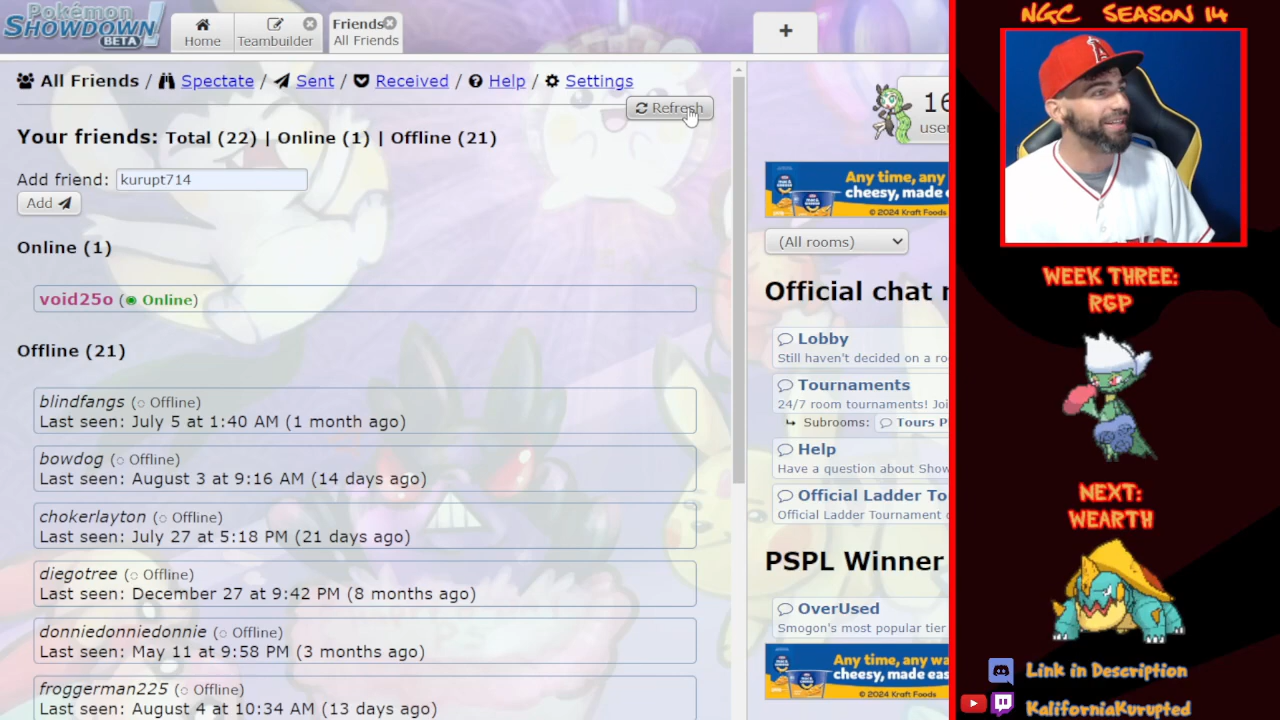 Pokémon
SHOWDOWN!
BETA
Home
Teambuilder
Friends
All Friends
+
All Friends / Spectate / Sent / Received / Help / Settings
Refresh
Your friends: Total (22) | Online (1) | Offline (21)
Add friend: kurupt714
Add
Online (1)
void25o (◉ Online)
Offline (21)
blindfangs (○ Offline)
Last seen: July 5 at 1:40 AM (1 month ago)
bowdog (○ Offline)
Last seen: August 3 at 9:16 AM (14 days ago)
chokerlayton (○ Offline)
Last seen: July 27 at 5:18 PM (21 days ago)
diegotree (○ Offline)
Last seen: December 27 at 9:42 PM (8 months ago)
donniedonniedonnie (○ Offline)
Last seen: May 11 at 9:58 PM (3 months ago)
froggerman225 (○ Offline)
Last seen: August 4 at 10:34 AM (13 days ago)
16
user
Any time, any
cheesy, made
© 2024 Kraft Foods
(All rooms)
Official chat r
Lobby
Still haven't decided on a ro
Tournaments
24/7 room tournaments! Joi
↳ Subrooms: Tours P
Help
Have a question about Show
Official Ladder To
Official Ladder Tournament
PSPL Winner
OverUsed
Smogon's most popular tier
Any time, any wa
cheesy, made eas
© 2024 Kraft Foods
NGC SEASON 14
A
WEEK THREE:
RGP
NEXT:
WEARTH
Link in Description
KaliforniaKurupted